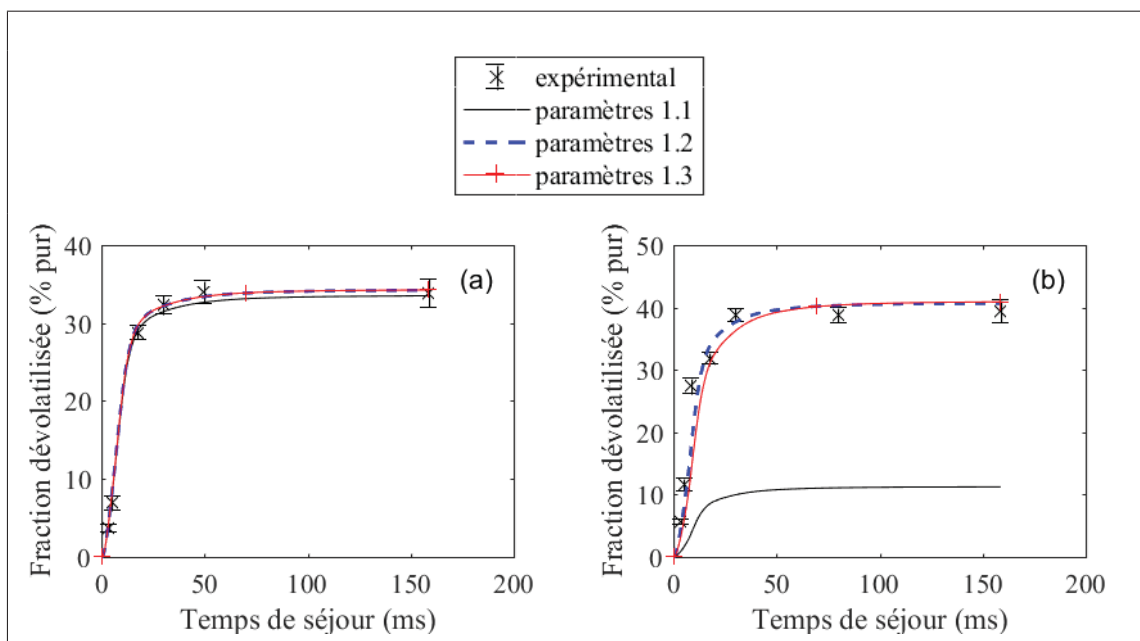 expérimental
paramètres 1.1
paramètres 1.2
paramètres 1.3
Fraction dévolatilisée (% pur)
40
30
20
10
0
(a)
0 50 100 150 200
Temps de séjour (ms)
Fraction dévolatilisée (% pur)
50
40
30
20
10
0
(b)
0 50 100 150 200
Temps de séjour (ms)